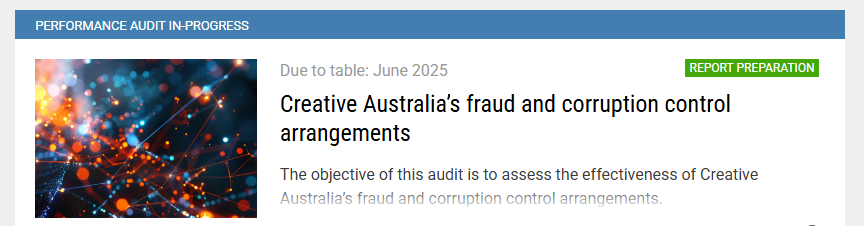 PERFORMANCE AUDIT IN-PROGRESS
Due to table: June 2025
REPORT PREPARATION
Creative Australia’s fraud and corruption control
arrangements
The objective of this audit is to assess the effectiveness of Creative
Australia’s fraud and corruption control arrangements.